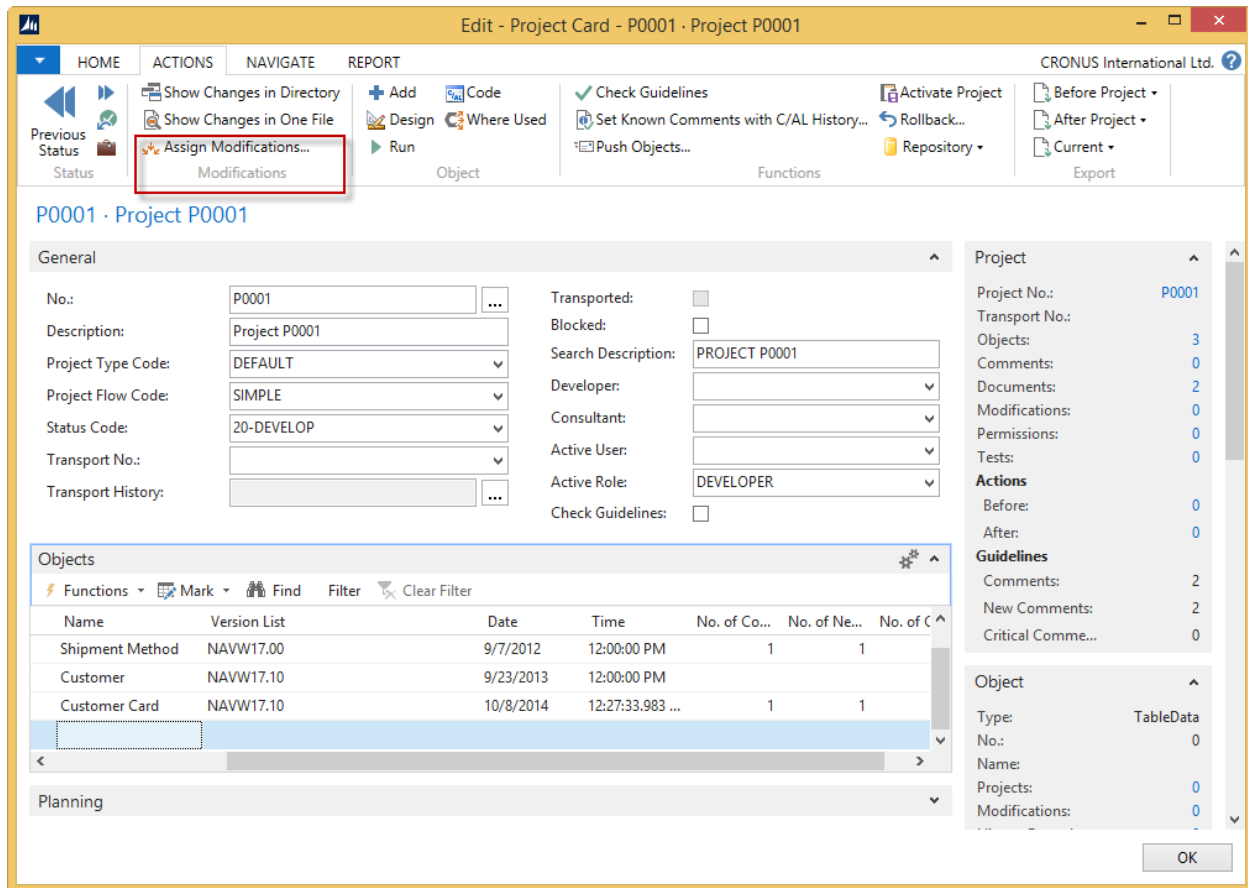 Edit - Project Card - P0001 · Project P0001
HOME ACTIONS NAVIGATE REPORT CRONUS International Ltd.
Previous Status
Status
Show Changes in Directory
Show Changes in One File
Assign Modifications...
Modifications
Add Code
Design Where Used
Run
Object
Check Guidelines
Set Known Comments with C/AL History...
Push Objects...
Activate Project
Rollback...
Repository
Functions
Before Project
After Project
Current
Export
P0001 · Project P0001
General
No.: P0001
Description: Project P0001
Project Type Code: DEFAULT
Project Flow Code: SIMPLE
Status Code: 20-DEVELOP
Transport No.:
Transport History:
Transported:
Blocked:
Search Description: PROJECT P0001
Developer:
Consultant:
Active User:
Active Role: DEVELOPER
Check Guidelines:
Objects
Functions Mark Find Filter Clear Filter
Name Version List Date Time No. of Co... No. of Ne... No. of C
Shipment Method NAVW17.00 9/7/2012 12:00:00 PM 1 1
Customer NAVW17.10 9/23/2013 12:00:00 PM
Customer Card NAVW17.10 10/8/2014 12:27:33.983 ... 1 1
Planning
Project
Project No.: P0001
Transport No.:
Objects: 3
Comments: 0
Documents: 2
Modifications: 0
Permissions: 0
Tests: 0
Actions
Before: 0
After: 0
Guidelines
Comments: 2
New Comments: 2
Critical Comme... 0
Object
Type: TableData
No.: 0
Name:
Projects: 0
Modifications: 0
OK